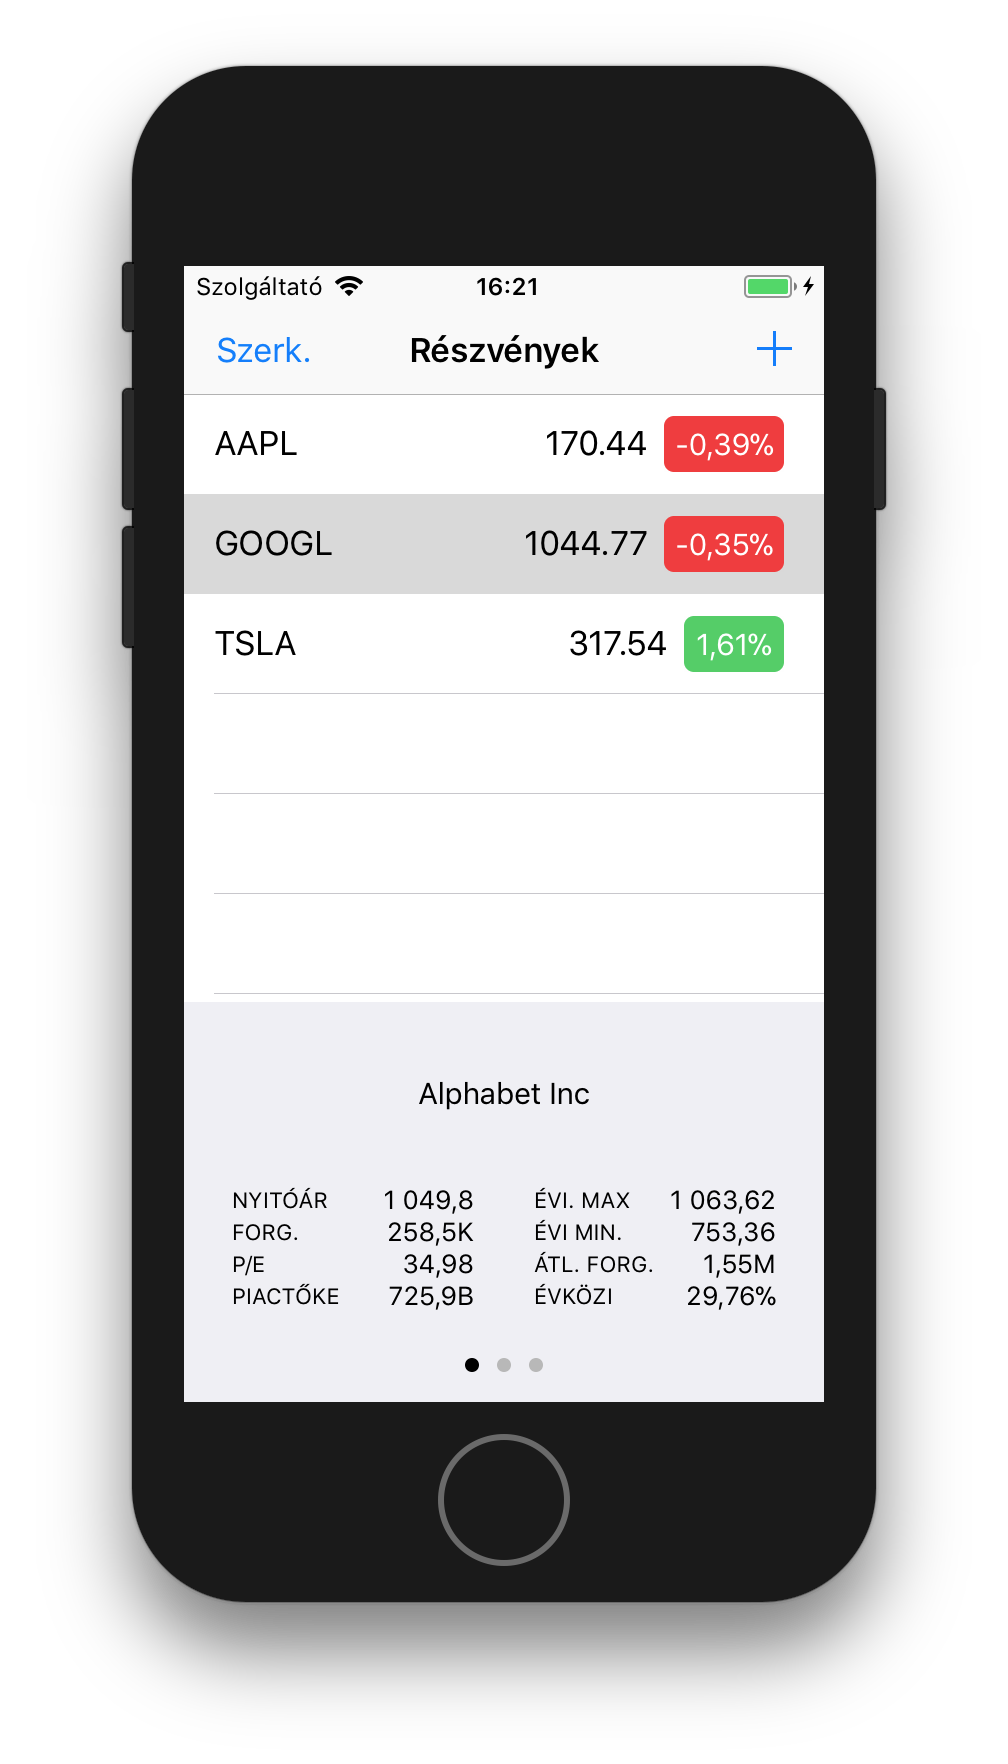 Szolgáltató 16:21
Szerk. Részvények +
AAPL 170.44 -0,39%
GOOGL 1044.77 -0,35%
TSLA 317.54 1,61%
Alphabet Inc
NYITÓÁR 1 049,8 ÉVI. MAX 1 063,62
FORG. 258,5K ÉVI MIN. 753,36
P/E 34,98 ÁTL. FORG. 1,55M
PIACTŐKE 725,9B ÉVKÖZI 29,76%